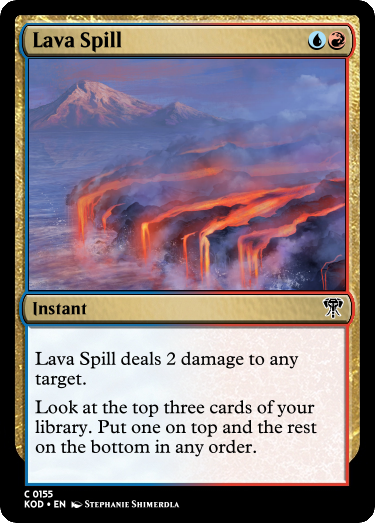 Lava Spill
Instant
Lava Spill deals 2 damage to any
target.
Look at the top three cards of your
library. Put one on top and the rest
on the bottom in any order.
C 0155
KOD • EN Stephanie Shimerdla